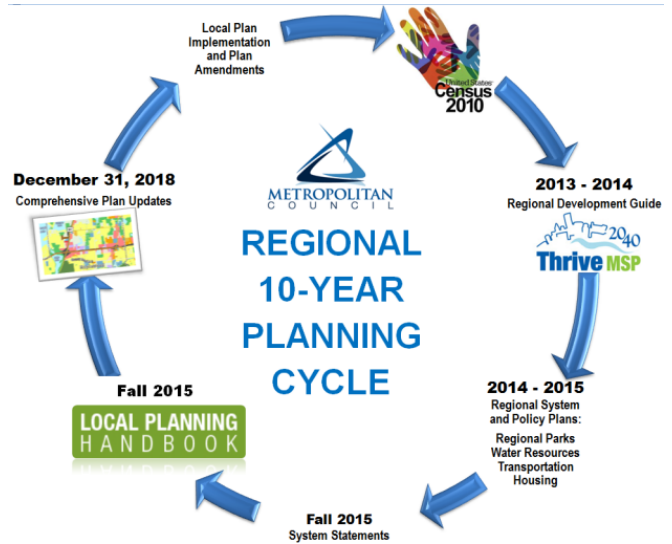 Local Plan
Implementation
and Plan
Amendments
United States
Census
2010
2013 - 2014
Regional Development Guide
2040
Thrive MSP
2014 - 2015
Regional System
and Policy Plans:
Regional Parks
Water Resources
Transportation
Housing
Fall 2015
System Statements
Fall 2015
LOCAL PLANNING
HANDBOOK
December 31, 2018
Comprehensive Plan Updates
METROPOLITAN
COUNCIL
REGIONAL
10-YEAR
PLANNING
CYCLE